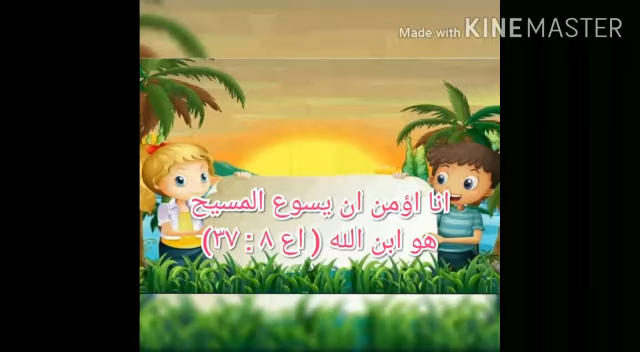 Made with KINEMASTER
انا اؤمن ان يسوع المسيح
هو ابن الله ( اع ٨ : ٣٧)